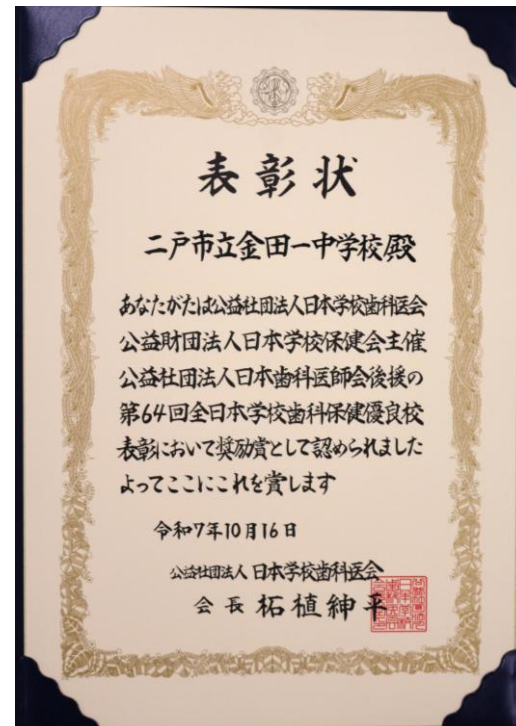 表彰状
二戸市立金田一中学校殿
あなたがたは公益社団法人日本学校歯科医会
公益財団法人日本学校保健会主催
公益社団法人日本歯科医師会後援の
第64回全日本学校歯科保健優良校
表彰において奨励賞として認められました
よってここにこれを賞します
令和7年10月16日
公益社団法人 日本学校歯科医会
会長 柘植紳平